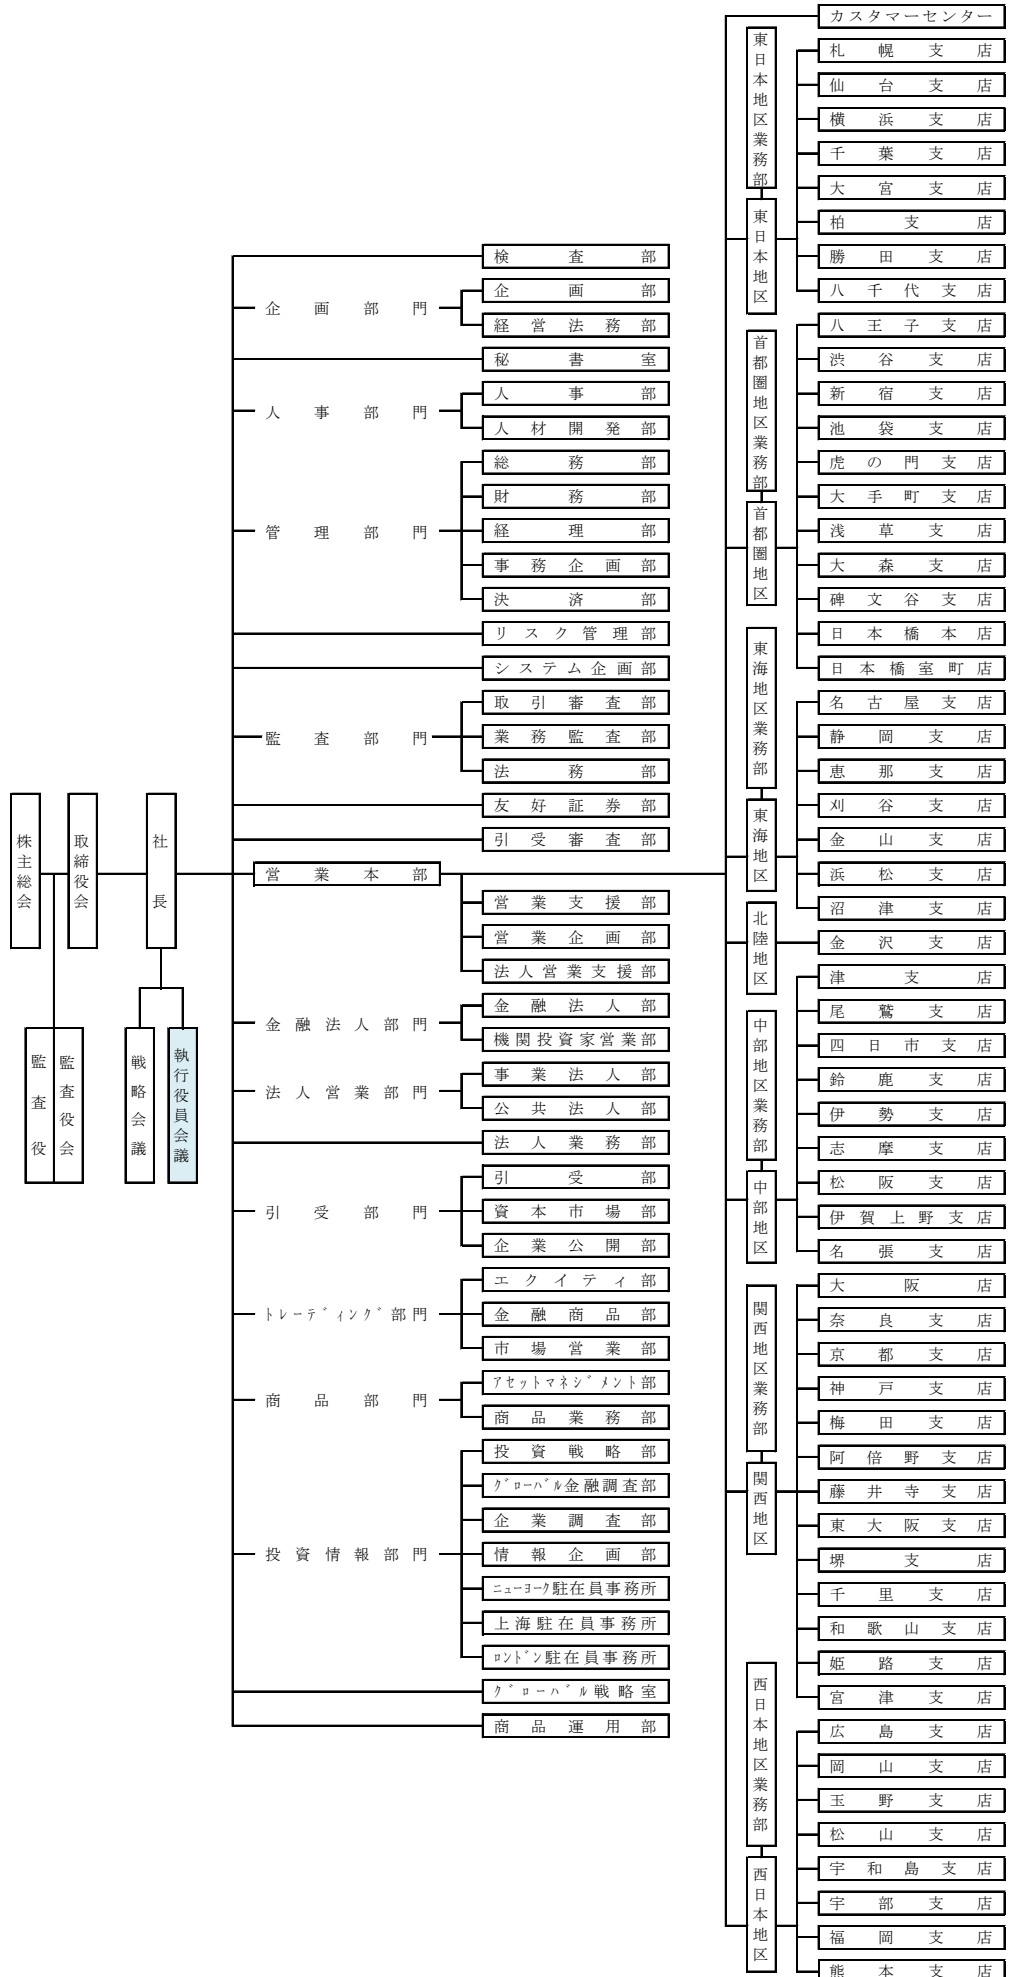 株主総会
取締役会
社長
監査役
監査役会
戦略会議
執行役員会議
検査部
企画部門
企画部
経営法務部
秘書室
人事部門
人事部
人材開発部
管理部門
総務部
財務部
経理部
事務企画部
決済部
リスク管理部
システム企画部
監査部門
取引審査部
業務監査部
法務部
友好証券部
引受審査部
営業本部
営業支援部
営業企画部
法人営業支援部
金融法人部門
金融法人部
機関投資家営業部
法人営業部門
事業法人部
公共法人部
法人業務部
引受部門
引受部
資本市場部
企業公開部
ﾄﾚｰﾃﾞｨﾝｸﾞ部門
エクイティ部
金融商品部
市場営業部
商品部門
ｱｾｯﾄﾏﾈｼﾞﾒﾝﾄ部
商品業務部
投資情報部門
投資戦略部
ｸﾞﾛｰﾊﾞﾙ金融調査部
企業調査部
情報企画部
ﾆｭｰﾖｰｸ駐在員事務所
上海駐在員事務所
ﾛﾝﾄﾞﾝ駐在員事務所
ｸﾞﾛｰﾊﾞﾙ戦略室
商品運用部
カスタマーセンター
東日本地区業務部
東日本地区
札幌支店
仙台支店
横浜支店
千葉支店
大宮支店
柏支店
勝田支店
八千代支店
首都圏地区業務部
首都圏地区
八王子支店
渋谷支店
新宿支店
池袋支店
虎の門支店
大手町支店
浅草支店
大森支店
碑文谷支店
日本橋本店
日本橋室町店
東海地区業務部
東海地区
名古屋支店
静岡支店
恵那支店
刈谷支店
金山支店
浜松支店
沼津支店
北陸地区
金沢支店
中部地区業務部
中部地区
津支店
尾鷲支店
四日市支店
鈴鹿支店
伊勢支店
志摩支店
松阪支店
伊賀上野支店
名張支店
関西地区業務部
関西地区
大阪店
奈良支店
京都支店
神戸支店
梅田支店
阿倍野支店
藤井寺支店
東大阪支店
堺支店
千里支店
和歌山支店
姫路支店
宮津支店
西日本地区業務部
西日本地区
広島支店
岡山支店
玉野支店
松山支店
宇和島支店
宇部支店
福岡支店
熊本支店